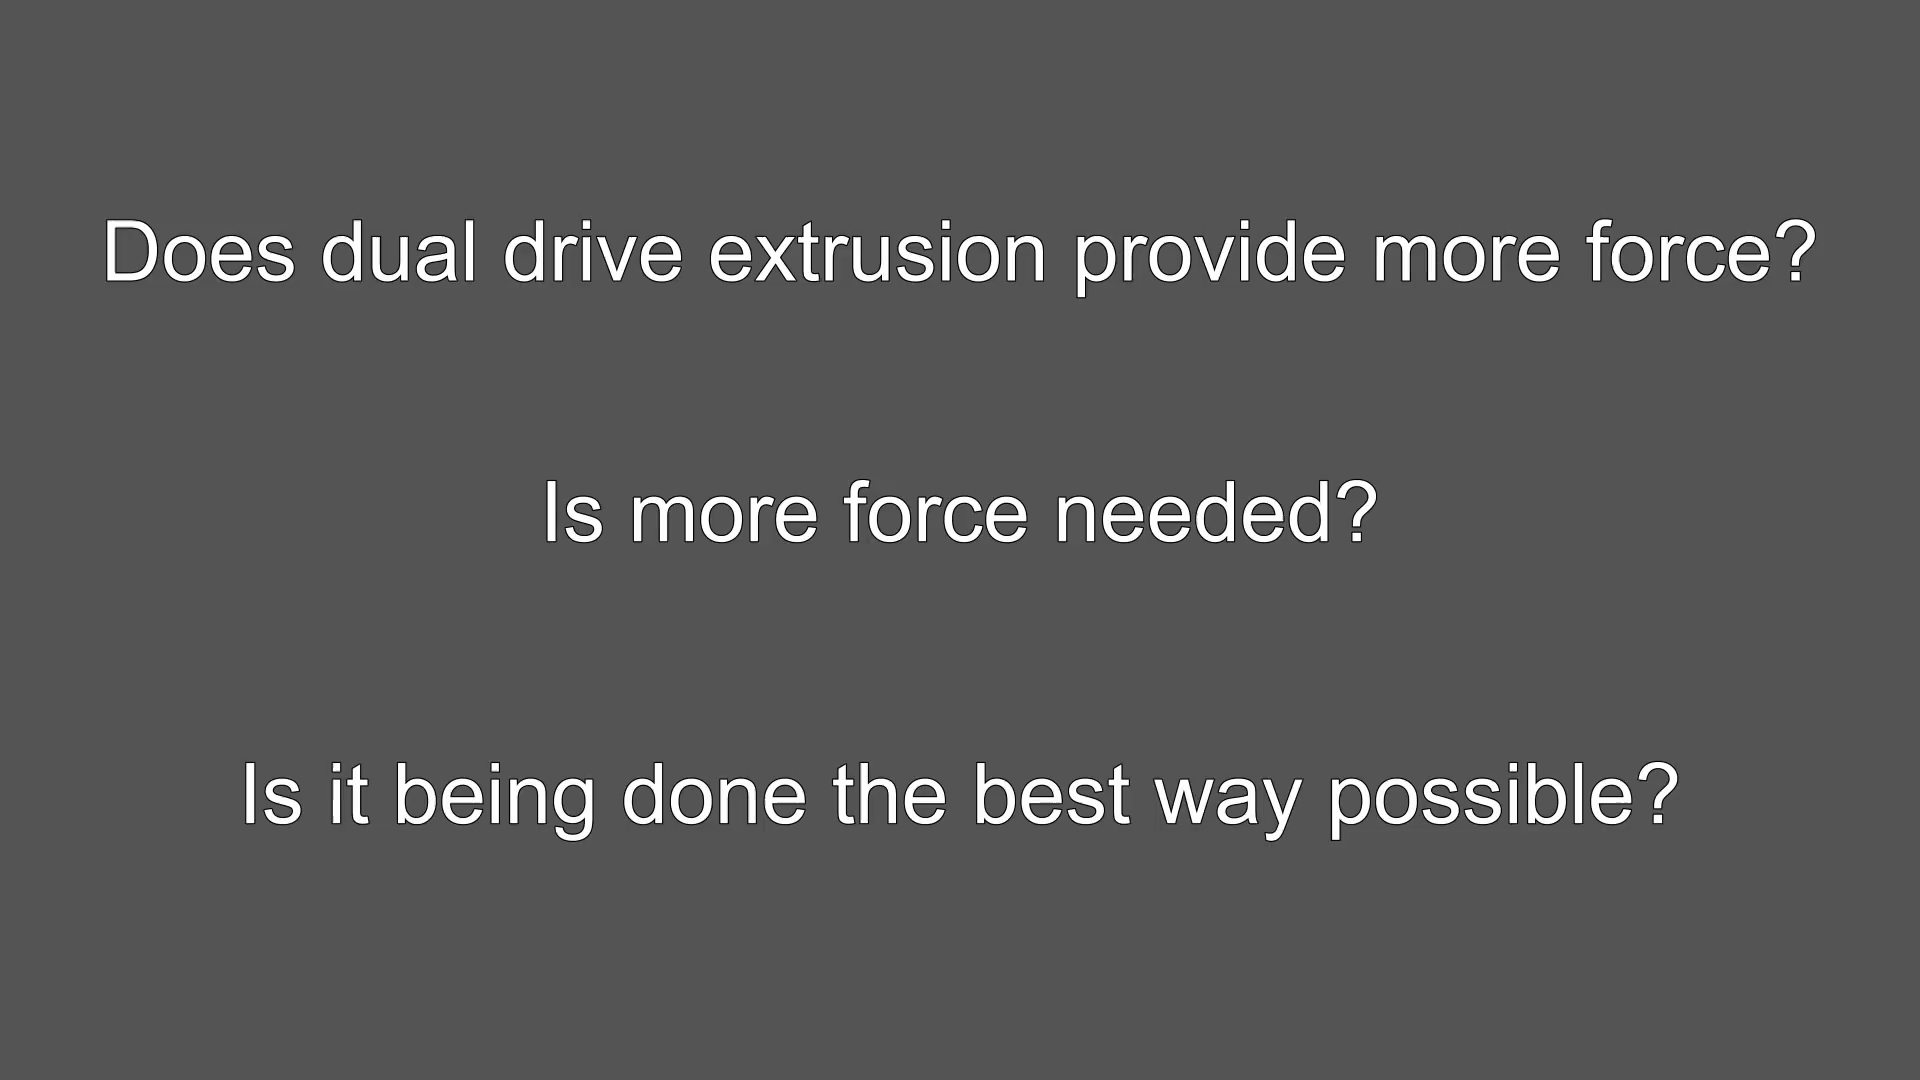 Does dual drive extrusion provide more force?
Is more force needed?
Is it being done the best way possible?